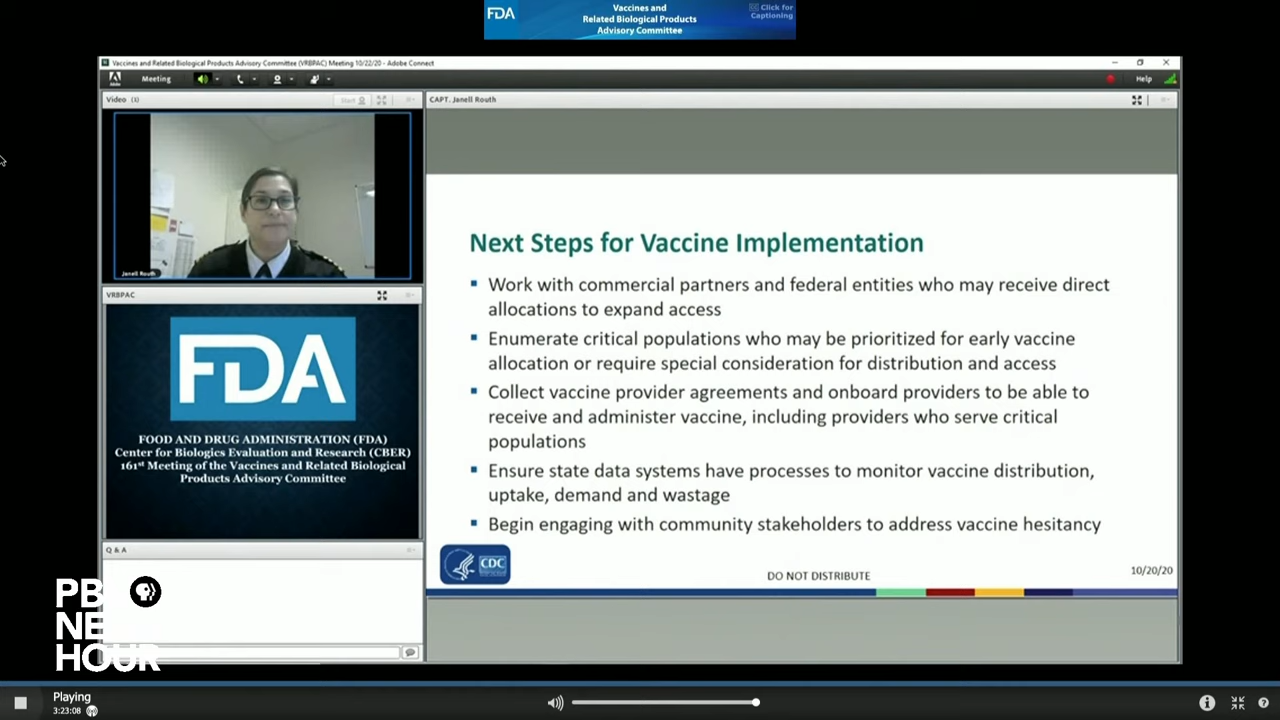 FDA
Vaccines and
Related Biological Products
Advisory Committee
CC Click for
Captioning
Vaccines and Related Biological Products Advisory Committee (VRBPAC) Meeting 10/22/20 - Adobe Connect
Adobe
Meeting
Help
Video (1)
Start
Janell Routh
CAPT. Janell Routh
VRBPAC
FDA
FOOD AND DRUG ADMINISTRATION (FDA)
Center for Biologics Evaluation and Research (CBER)
161st Meeting of the Vaccines and Related Biological
Products Advisory Committee
Q & A
Next Steps for Vaccine Implementation
Work with commercial partners and federal entities who may receive direct
allocations to expand access
Enumerate critical populations who may be prioritized for early vaccine
allocation or require special consideration for distribution and access
Collect vaccine provider agreements and onboard providers to be able to
receive and administer vaccine, including providers who serve critical
populations
Ensure state data systems have processes to monitor vaccine distribution,
uptake, demand and wastage
Begin engaging with community stakeholders to address vaccine hesitancy
CDC
DO NOT DISTRIBUTE
10/20/20
PBS
NEWS
HOUR
Playing
3:23:08